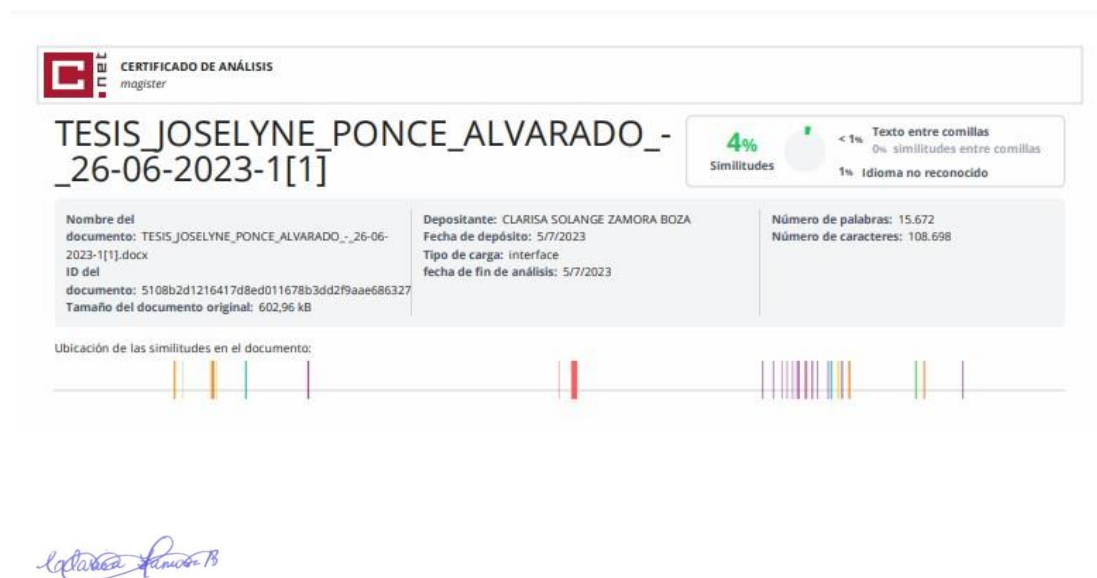 C .net
CERTIFICADO DE ANÁLISIS
magister
TESIS_JOSELYNE_PONCE_ALVARADO_-
_26-06-2023-1[1]
4%
Similitudes
< 1% Texto entre comillas
0% similitudes entre comillas
1% Idioma no reconocido
Nombre del
documento: TESIS_JOSELYNE_PONCE_ALVARADO_-_26-06-
2023-1[1].docx
ID del
documento: 5108b2d1216417d8ed011678b3dd2f9aae686327
Tamaño del documento original: 602,96 kB
Depositante: CLARISA SOLANGE ZAMORA BOZA
Fecha de depósito: 5/7/2023
Tipo de carga: interface
fecha de fin de análisis: 5/7/2023
Número de palabras: 15.672
Número de caracteres: 108.698
Ubicación de las similitudes en el documento: